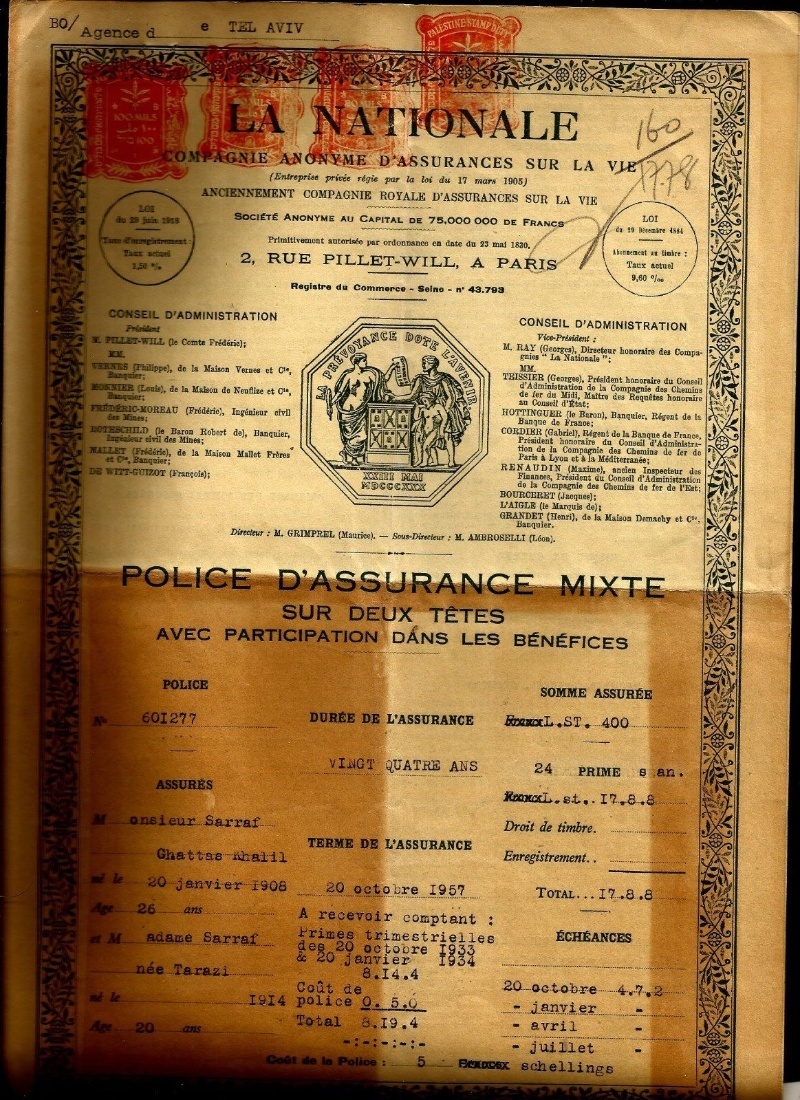 BO/
Agence d e TEL AVIV
PALESTINE STAMP DUTY
100 MILS
LA NATIONALE
160
1778
COMPAGNIE ANONYME D'ASSURANCES SUR LA VIE
(Entreprise privée régie par la loi du 17 mars 1905)
ANCIENNEMENT COMPAGNIE ROYALE D'ASSURANCES SUR LA VIE
SOCIÉTÉ ANONYME AU CAPITAL DE 75.000 000 DE FRANCS
Primitivement autorisée par ordonnance en date du 23 mai 1830.
2, RUE PILLET-WILL, A PARIS
Registre du Commerce - Seine - n° 43.793
LOI
du 28 juin 1918
Taxe d'enregistrement :
Taux actuel
1,50 %
LOI
du 29 Décembre 1884
Abonnement au timbre :
Taux actuel
9,60 ‰
CONSEIL D'ADMINISTRATION
Président
M. PILLET-WILL (le Comte Frédéric);
MM.
VERNES (Philippe), de la Maison Vernes et Cie,
Banquier;
MONNIER (Louis), de la Maison de Neuflize et Cie,
Banquier;
FRÉDÉRIC-MOREAU (Frédéric), Ingénieur civil
des Mines;
ROTHSCHILD (le Baron Robert de), Banquier,
Ingénieur civil des Mines;
MALLET (Frédéric), de la Maison Mallet Frères
et Cie, Banquier;
DE WITT-GUIZOT (François);
LA PRÉVOYANCE DOTE L'AVENIR
XXIII MAI
MDCCCXXX
CONSEIL D'ADMINISTRATION
Vice-Président :
M. RAY (Georges), Directeur honoraire des Compa-
gnies " La Nationale ";
MM.
TEISSIER (Georges), Président honoraire du Conseil
d'Administration de la Compagnie des Chemins
de fer du Midi, Maître des Requêtes honoraire
au Conseil d'État;
HOTTINGUER (le Baron), Banquier, Régent de la
Banque de France;
CORDIER (Gabriel), Régent de la Banque de France,
Président honoraire du Conseil d'Administra-
tion de la Compagnie des Chemins de fer de
Paris à Lyon et à la Méditerranée;
RENAUDIN (Maxime), ancien Inspecteur des
Finances, Président du Conseil d'Administration
de la Compagnie des Chemins de fer de l'Est;
BOURCERET (Jacques);
L'AIGLE (le Marquis de);
GRANDET (Henri), de la Maison Demachy et Cie,
Banquier.
Directeur : M. GRIMPREL (Maurice). — Sous-Directeur : M. AMBROSELLI (Léon).
POLICE D'ASSURANCE MIXTE
SUR DEUX TÊTES
AVEC PARTICIPATION DANS LES BÉNÉFICES
POLICE
N° 601277
ASSURÉS
M onsieur Sarraf
Ghattas Khalil
né le 20 janvier 1908
Age 26 ans
et M adame Sarraf
née Tarazi
né le 1914
Age 20 ans
DURÉE DE L'ASSURANCE
VINGT QUATRE ANS
TERME DE L'ASSURANCE
20 octobre 1957
A recevoir comptant :
Primes trimestrielles
des 20 octobre 1933
& 20 janvier 1934
8.14.4
Coût de
police 0. 5.0
Total 8.19.4
-:-:-:-:-
SOMME ASSURÉE
L.ST. 400
24 PRIME s an.
L.st. 17.8.8
Droit de timbre.
Enregistrement..
TOTAL...17.8.8
ÉCHÉANCES
20 octobre 4.7.2
- janvier -
- avril -
- juillet -
Coût de la Police : 5 schellings